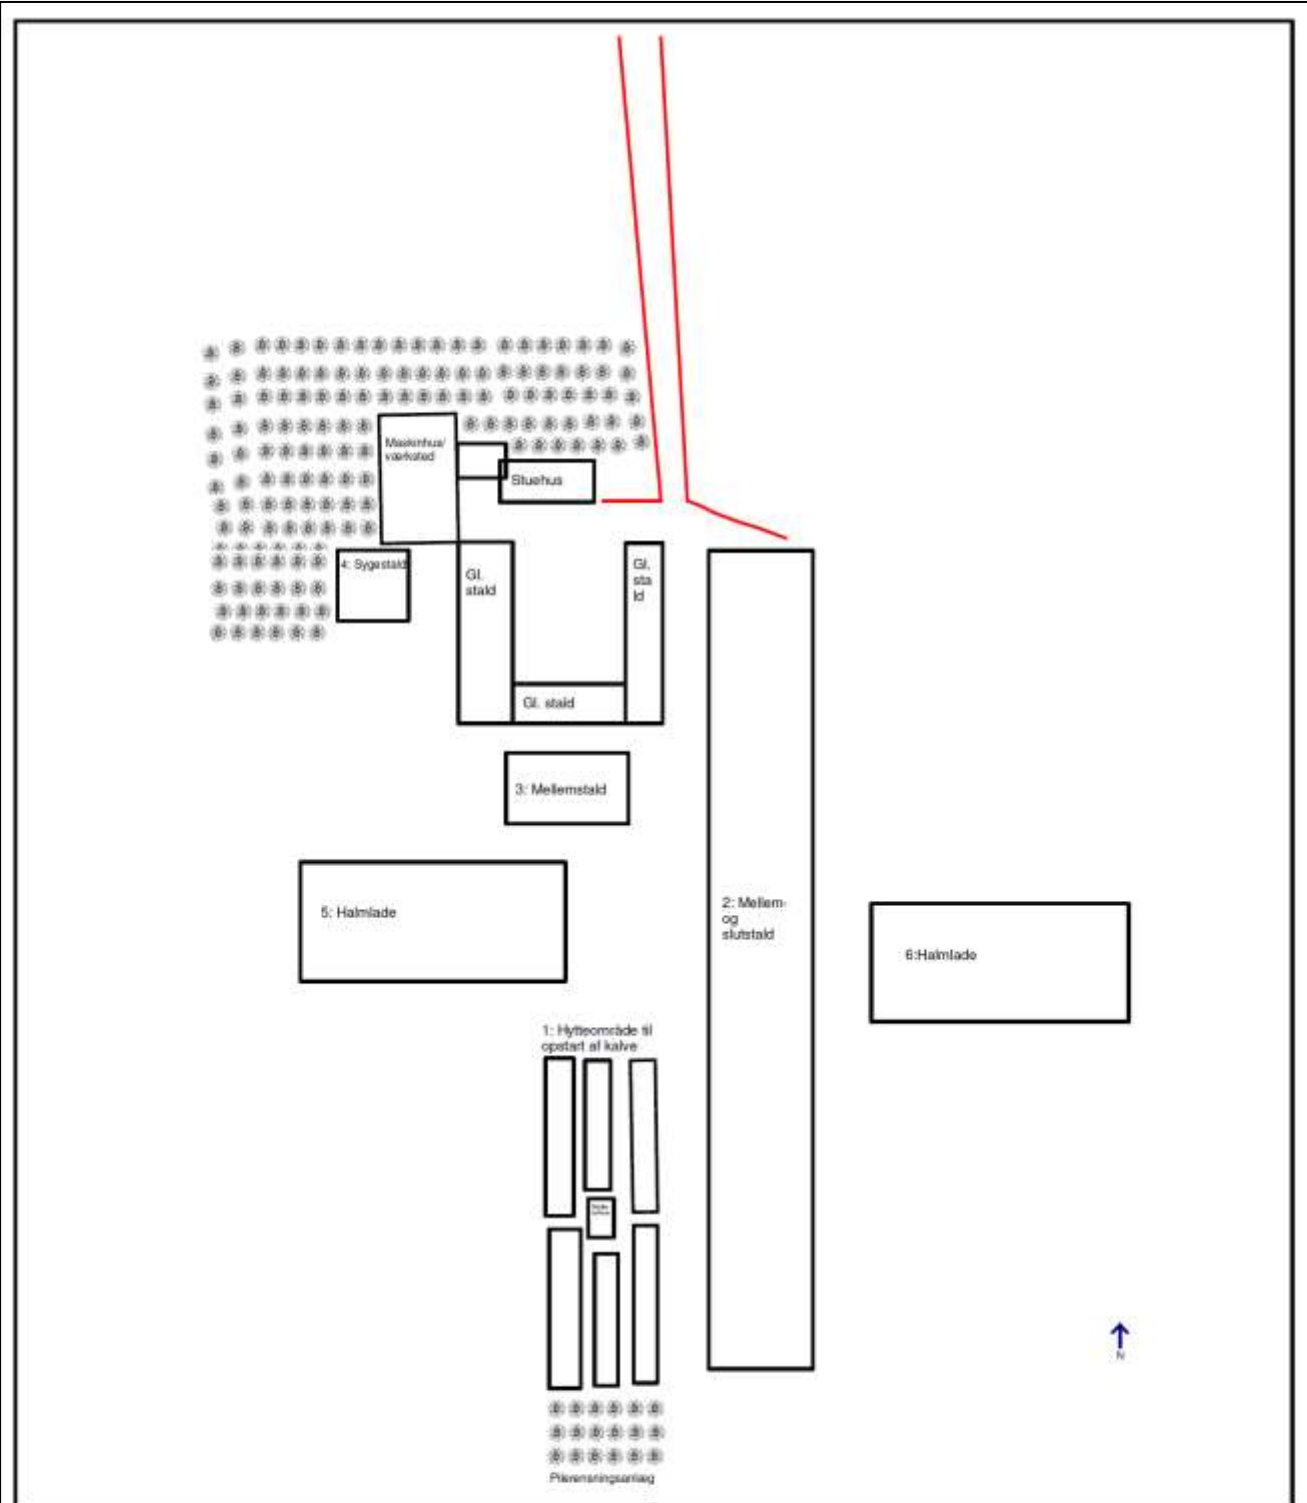 Maskinhus/
værksted
Stuehus
4: Sygestald
Gl.
stald
Gl.
sta
ld
Gl. stald
3: Mellemstald
5: Halmlade
2: Mellem-
og
slutstald
6:Halmlade
1: Hytteområde til
opstart af kalve
N
Pilerensningsanlæg